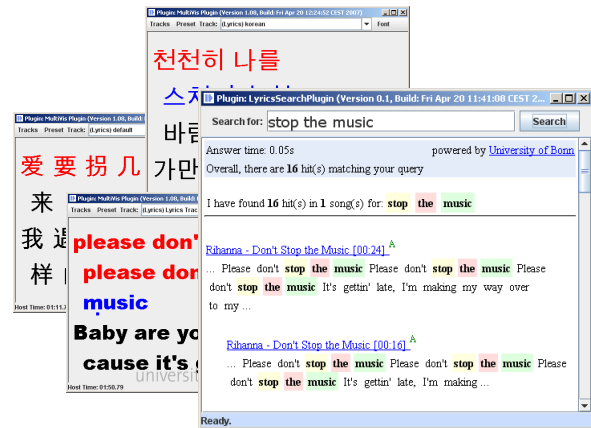 Plugin: MultiVis Plugin (Version 1.08, Build: Fri Apr 20 12:24:52 CEST 2007)
Tracks Preset Track: (Lyrics) korean Font
천천히 나를
바람
가만
Plugin: MultiVis Plugin (Version 1.08, Bu
Tracks Preset Track: (Lyrics) default
爱 要 拐 几
来
我
样
Host Time: 01:11.
Plugin: MultiVis Plugin (Version 1.08, Build
Tracks Preset Track: (Lyrics) Lyrics Trac
please don'
please don
music
Baby are yo
cause it's g
universit
Host Time: 01:50.79
Plugin: LyricsSearchPlugin (Version 0.1, Build: Fri Apr 20 11:41:08 CEST 2...
Search for: stop the music Search
Answer time: 0.05s powered by University of Bonn
Overall, there are 16 hit(s) matching your query
I have found 16 hit(s) in 1 song(s) for: stop the music
Rihanna - Don't Stop the Music [00:24] A
... Please don't stop the music Please don't stop the music Please
don't stop the music It's gettin' late, I'm making my way over
to my ...
Rihanna - Don't Stop the Music [00:16] A
... Please don't stop the music Please don't stop the music Please
don't stop the music It's gettin' late, I'm making ...
Ready.